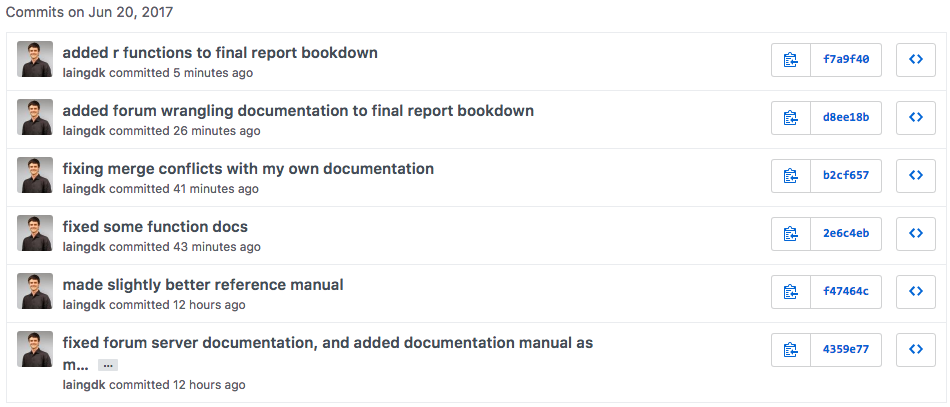 Commits on Jun 20, 2017
added r functions to final report bookdown
f7a9f40
laingdk committed 5 minutes ago
added forum wrangling documentation to final report bookdown
d8ee18b
laingdk committed 26 minutes ago
fixing merge conflicts with my own documentation
b2cf657
laingdk committed 41 minutes ago
fixed some function docs
2e6c4eb
laingdk committed 43 minutes ago
made slightly better reference manual
f47464c
laingdk committed 12 hours ago
fixed forum server documentation, and added documentation manual as
4359e77
m... ...
laingdk committed 12 hours ago